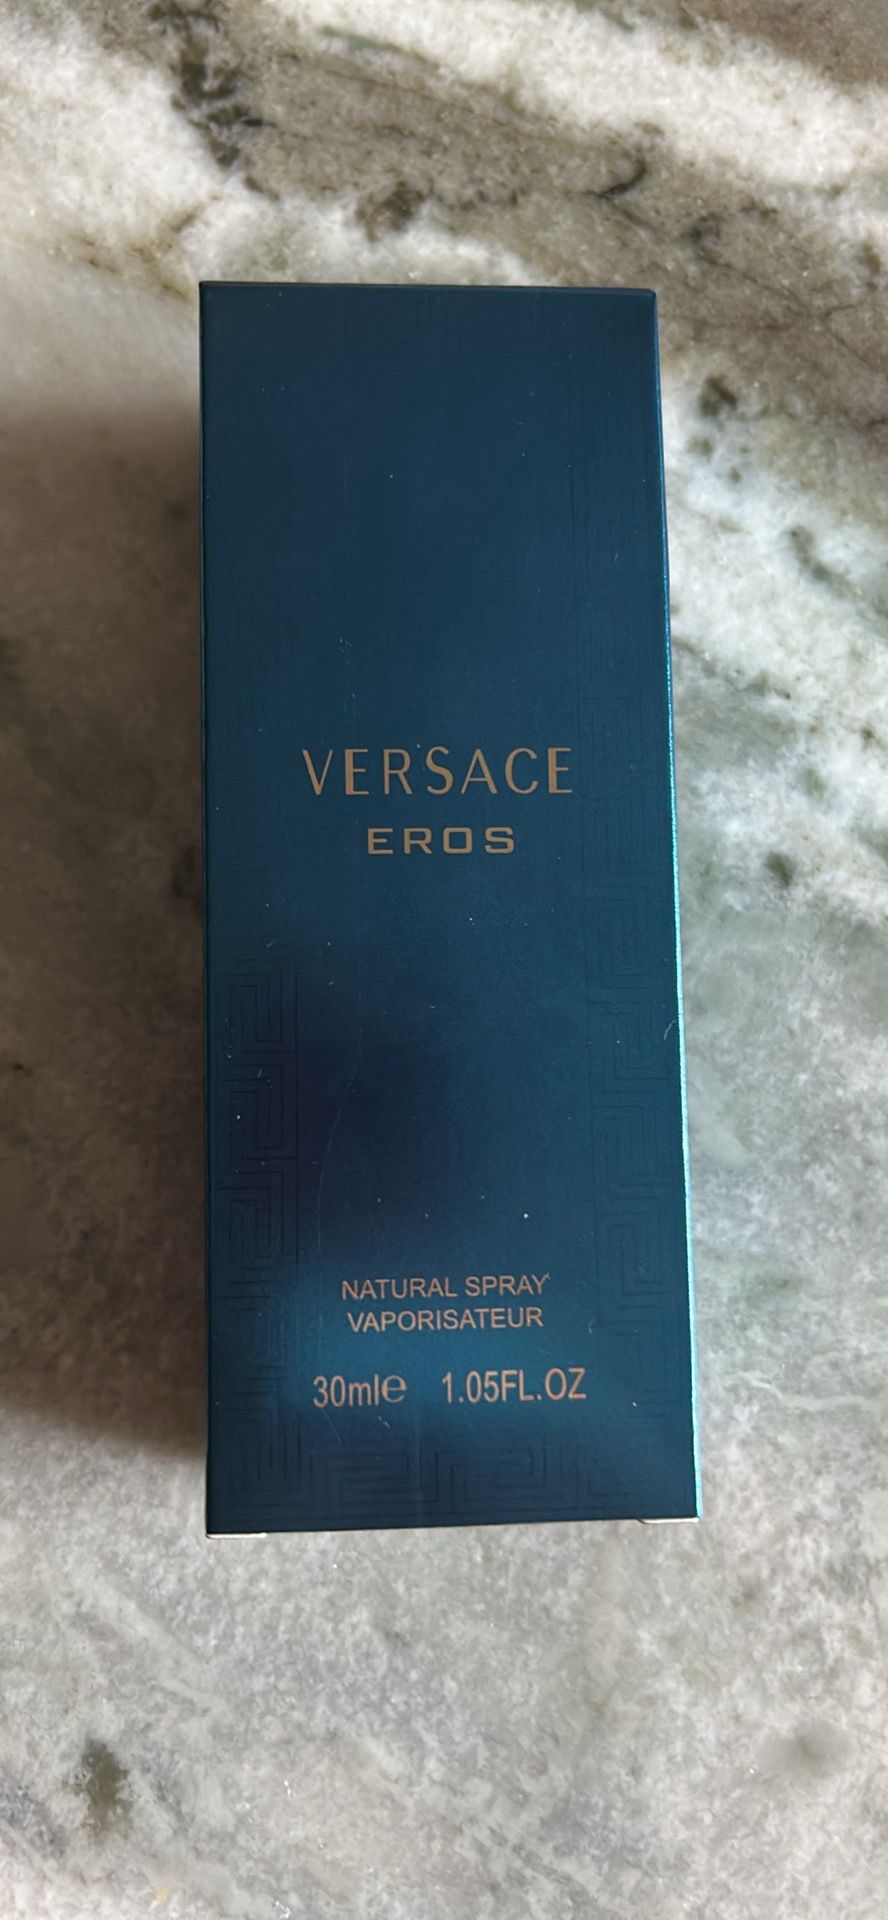 VERSACE
EROS
NATURAL SPRAY
VAPORISATEUR
30ml℮ 1.05FL.OZ